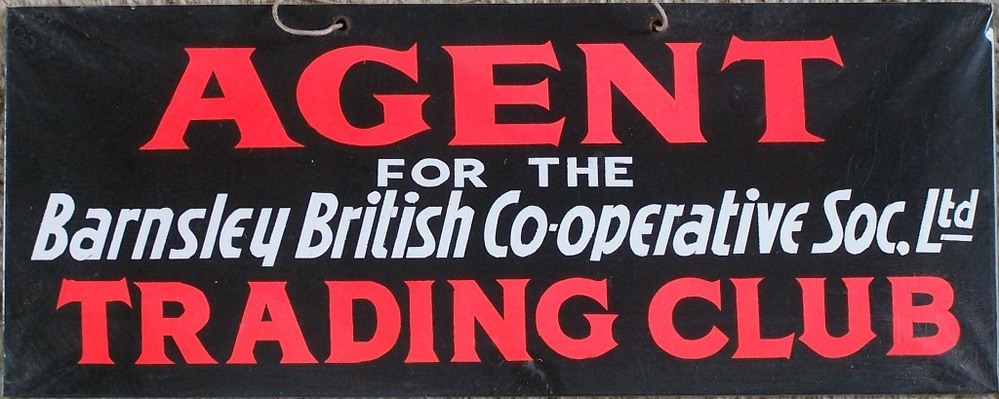 AGENT
FOR THE
Barnsley British Co-operative Soc. Ltd
TRADING CLUB